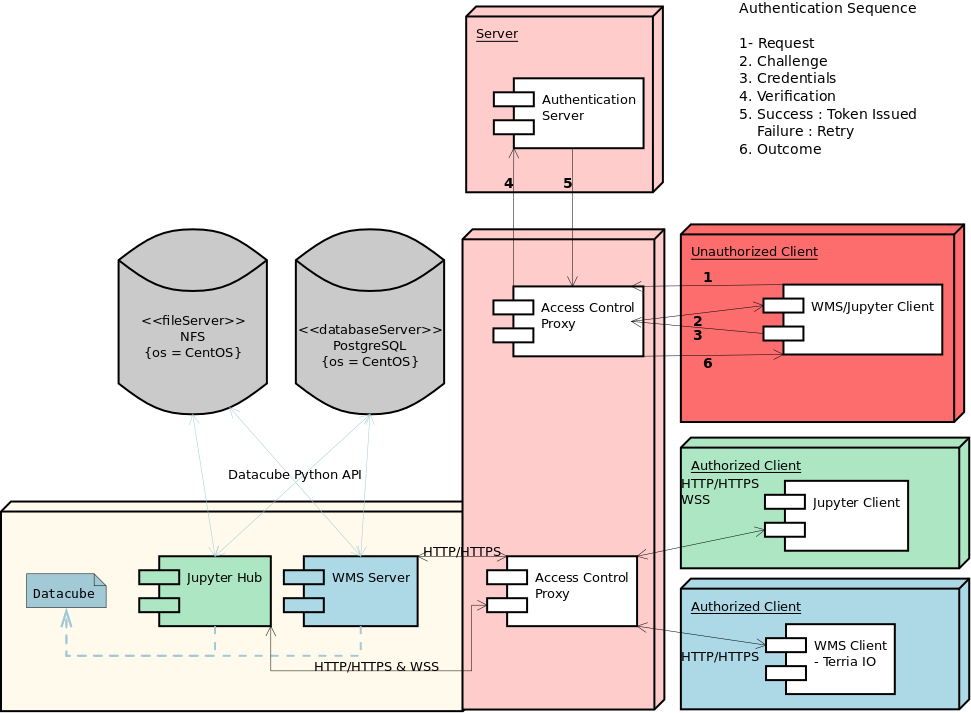 Authentication Sequence
1- Request
2. Challenge
3. Credentials
4. Verification
5. Success : Token Issued
Failure : Retry
6. Outcome
Server
Authentication
Server
4
5
Unauthorized Client
1
WMS/Jupyter Client
2
3
6
Access Control
Proxy
<<fileServer>>
NFS
{os = CentOS}
<<databaseServer>>
PostgreSQL
{os = CentOS}
Datacube Python API
Authorized Client
HTTP/HTTPS
WSS
Jupyter Client
HTTP/HTTPS
Datacube
Jupyter Hub
WMS Server
Access Control
Proxy
Authorized Client
HTTP/HTTPS
WMS Client
- Terria IO
HTTP/HTTPS & WSS